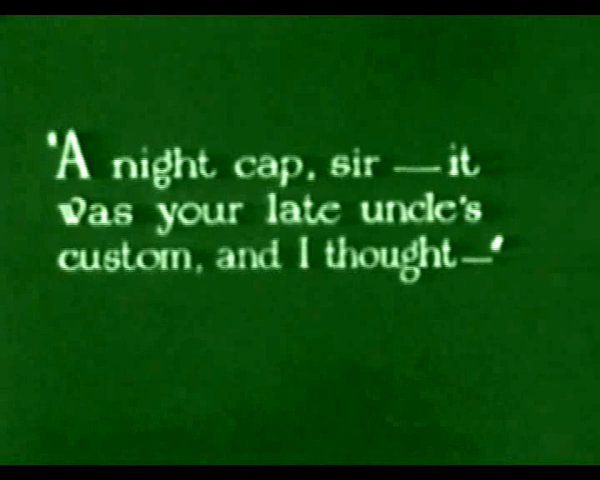 "A night cap, sir — it
was your late uncle's
custom, and I thought —"